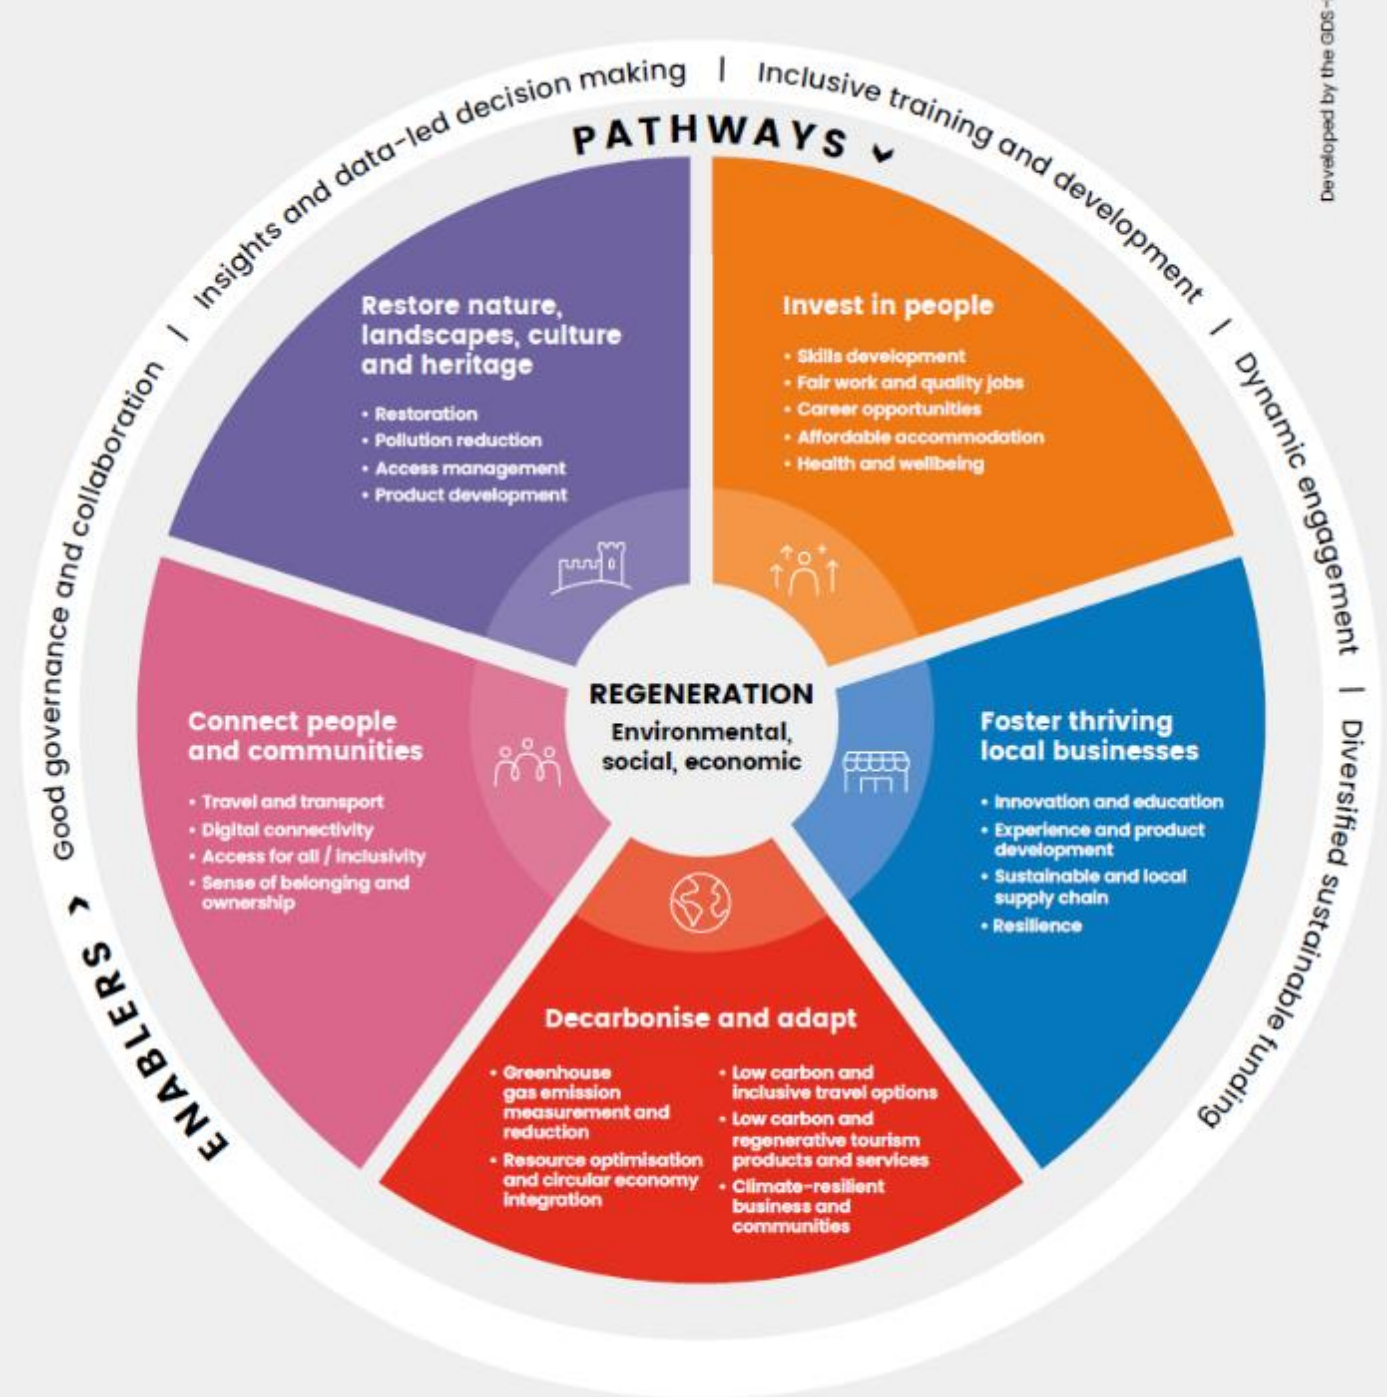 Developed by the GDS-
Good governance and collaboration | Insights and data-led decision making | Inclusive training and development | Dynamic engagement | Diversified sustainable funding
ENABLERS
PATHWAYS
Restore nature,
landscapes, culture
and heritage
• Restoration
• Pollution reduction
• Access management
• Product development
Invest in people
• Skills development
• Fair work and quality jobs
• Career opportunities
• Affordable accommodation
• Health and wellbeing
Connect people
and communities
• Travel and transport
• Digital connectivity
• Access for all / inclusivity
• Sense of belonging and
ownership
REGENERATION
Environmental,
social, economic
Foster thriving
local businesses
• Innovation and education
• Experience and product
development
• Sustainable and local
supply chain
• Resilience
Decarbonise and adapt
• Greenhouse
gas emission
measurement and
reduction
• Resource optimisation
and circular economy
integration
• Low carbon and
inclusive travel options
• Low carbon and
regenerative tourism
products and services
• Climate-resilient
business and
communities